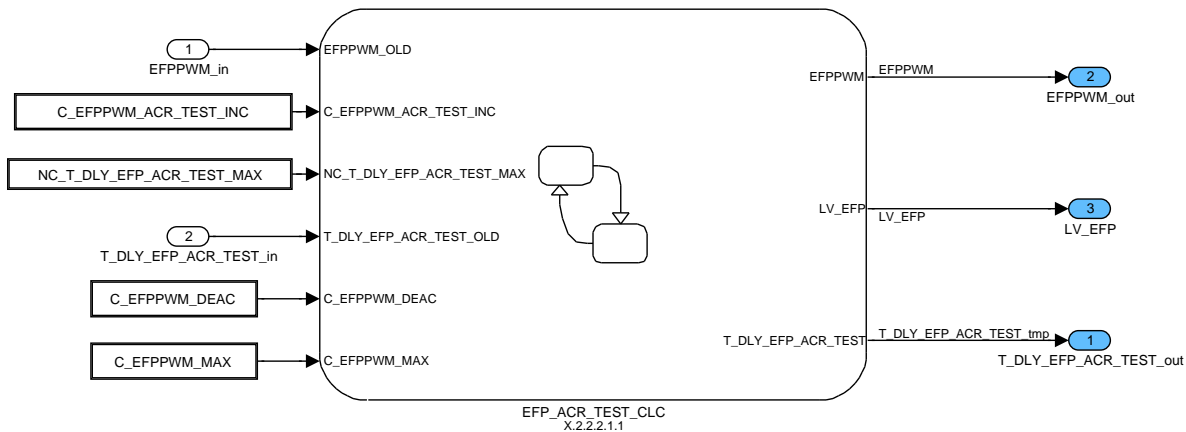 1
EFPPWM_in
EFPPWM_OLD
C_EFPPWM_ACR_TEST_INC
C_EFPPWM_ACR_TEST_INC
NC_T_DLY_EFP_ACR_TEST_MAX
NC_T_DLY_EFP_ACR_TEST_MAX
2
T_DLY_EFP_ACR_TEST_in
T_DLY_EFP_ACR_TEST_OLD
C_EFPPWM_DEAC
C_EFPPWM_DEAC
C_EFPPWM_MAX
C_EFPPWM_MAX
EFPPWM
EFPPWM
2
EFPPWM_out
LV_EFP
LV_EFP
3
LV_EFP
T_DLY_EFP_ACR_TEST
T_DLY_EFP_ACR_TEST_tmp
1
T_DLY_EFP_ACR_TEST_out
EFP_ACR_TEST_CLC
X.2.2.2.1.1